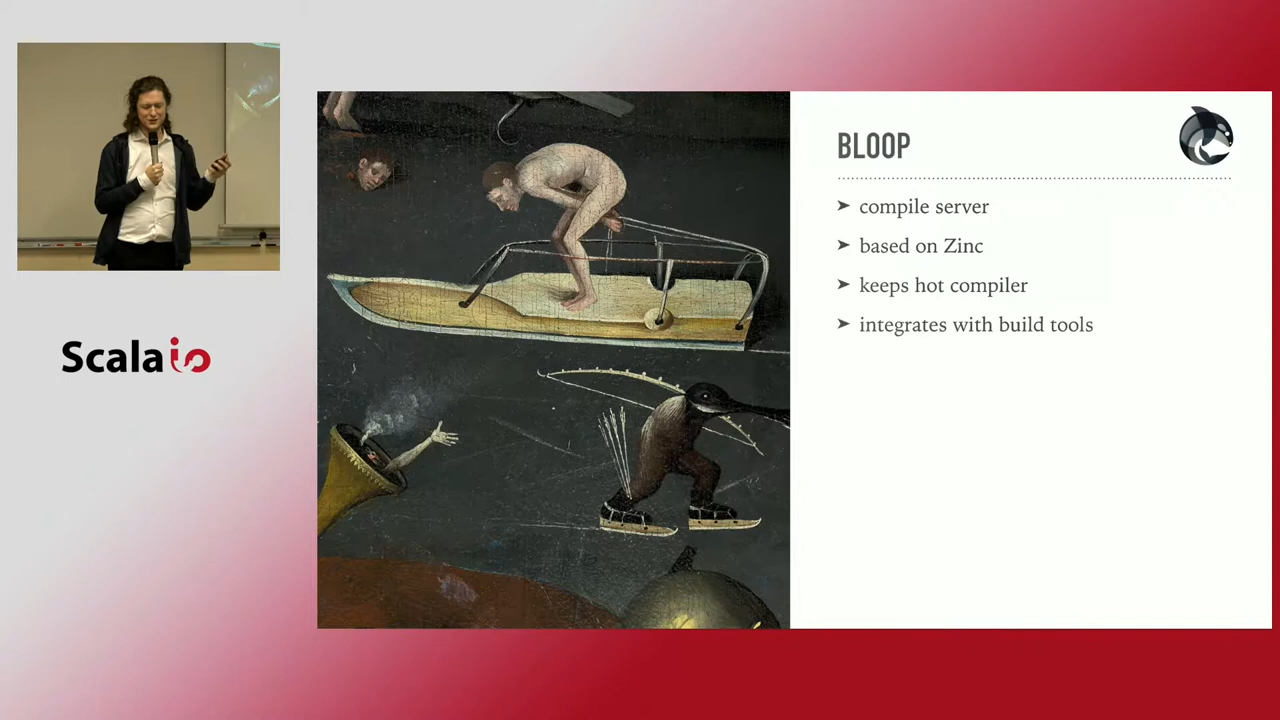 BLOOP
➤ compile server
➤ based on Zinc
➤ keeps hot compiler
➤ integrates with build tools
Scala io